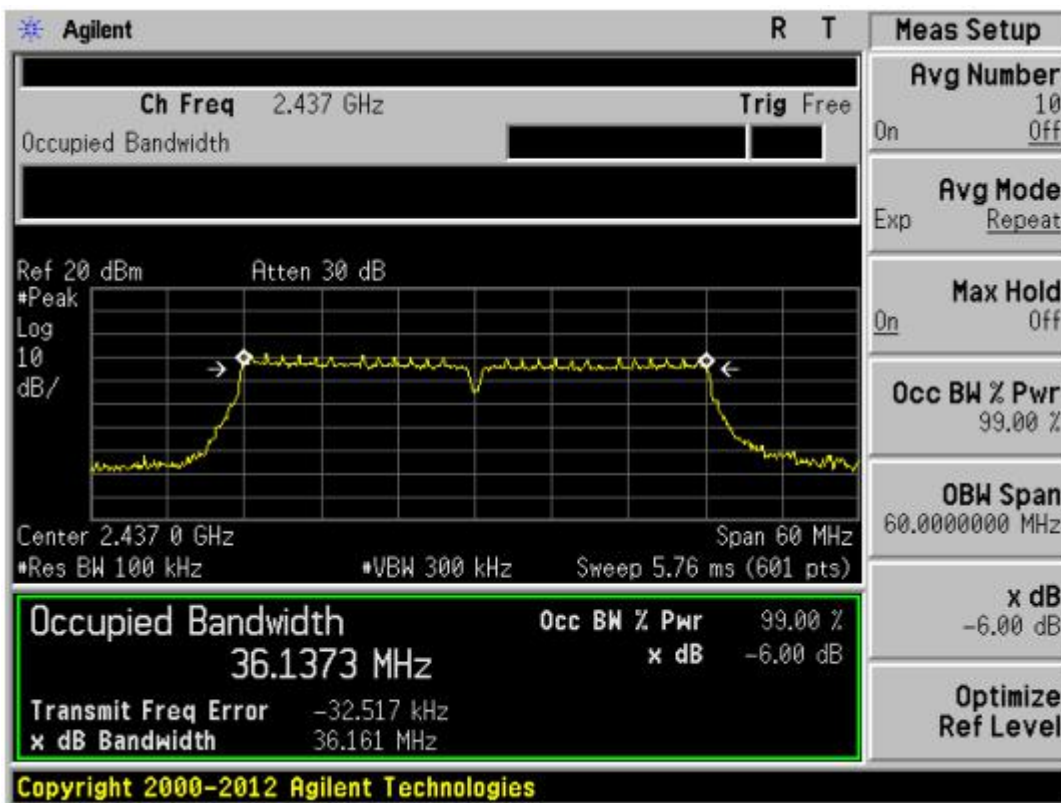 Agilent R T
Ch Freq 2.437 GHz Trig Free
Occupied Bandwidth
Ref 20 dBm Atten 30 dB
#Peak
Log
10
dB/
Center 2.437 0 GHz Span 60 MHz
#Res BW 100 kHz #VBW 300 kHz Sweep 5.76 ms (601 pts)
Occupied Bandwidth Occ BW % Pwr 99.00 %
36.1373 MHz x dB -6.00 dB
Transmit Freq Error -32.517 kHz
x dB Bandwidth 36.161 MHz
Copyright 2000-2012 Agilent Technologies
Meas Setup
Avg Number
10
On Off
Avg Mode
Exp Repeat
Max Hold
On Off
Occ BW % Pwr
99.00 %
OBW Span
60.0000000 MHz
x dB
-6.00 dB
Optimize
Ref Level